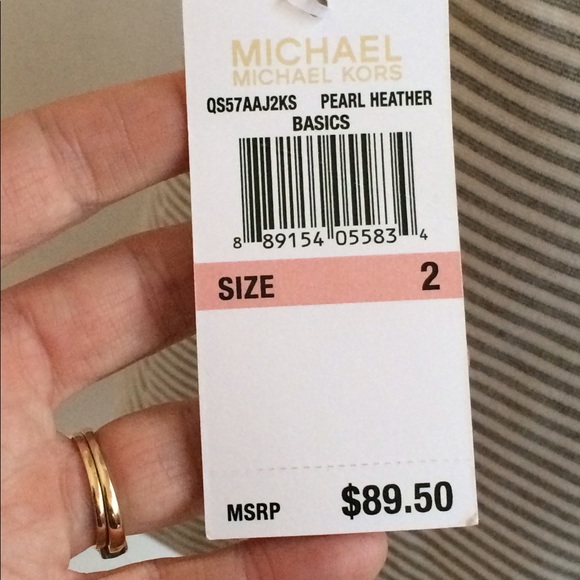 MICHAEL
MICHAEL KORS
QS57AAJ2KS PEARL HEATHER
BASICS
8 89154 05583 4
SIZE 2
MSRP $89.50